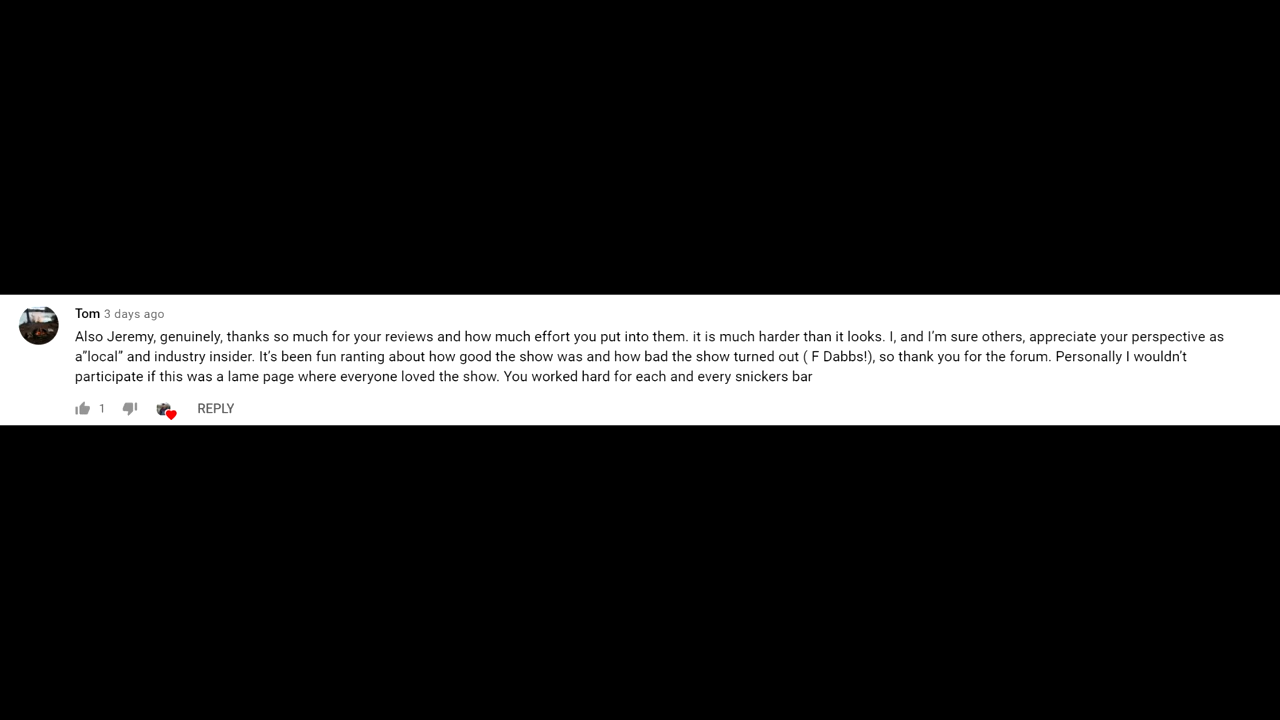 Tom 3 days ago
Also Jeremy, genuinely, thanks so much for your reviews and how much effort you put into them. it is much harder than it looks. I, and I’m sure others, appreciate your perspective as
a”local” and industry insider. It’s been fun ranting about how good the show was and how bad the show turned out ( F Dabbs!), so thank you for the forum. Personally I wouldn’t
participate if this was a lame page where everyone loved the show. You worked hard for each and every snickers bar
1 REPLY